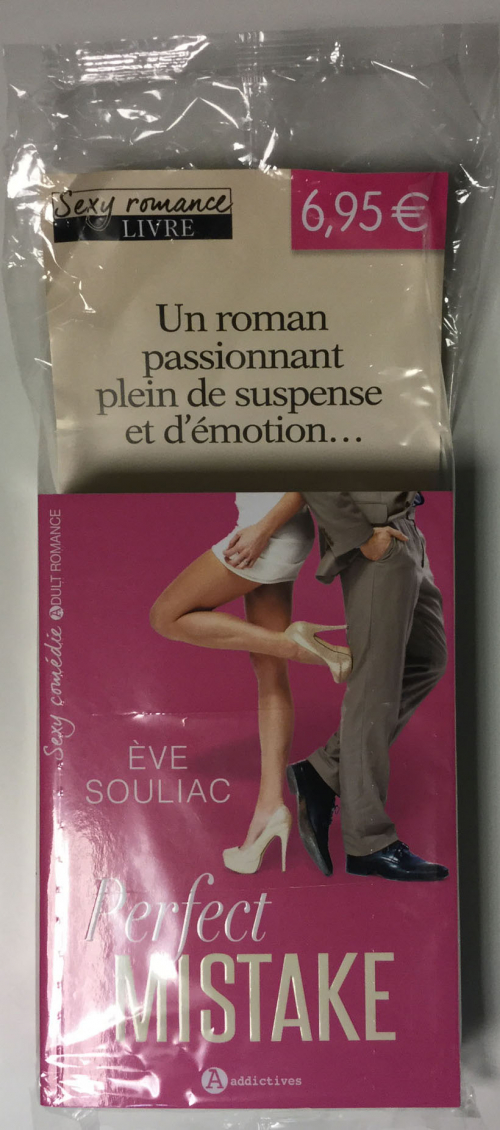 Sexy romance
LIVRE
6,95 €
Un roman
passionnant
plein de suspense
et d'émotion...
Sexy comédie ADULT ROMANCE
ÈVE
SOULIAC
Perfect
MISTAKE
A addictives